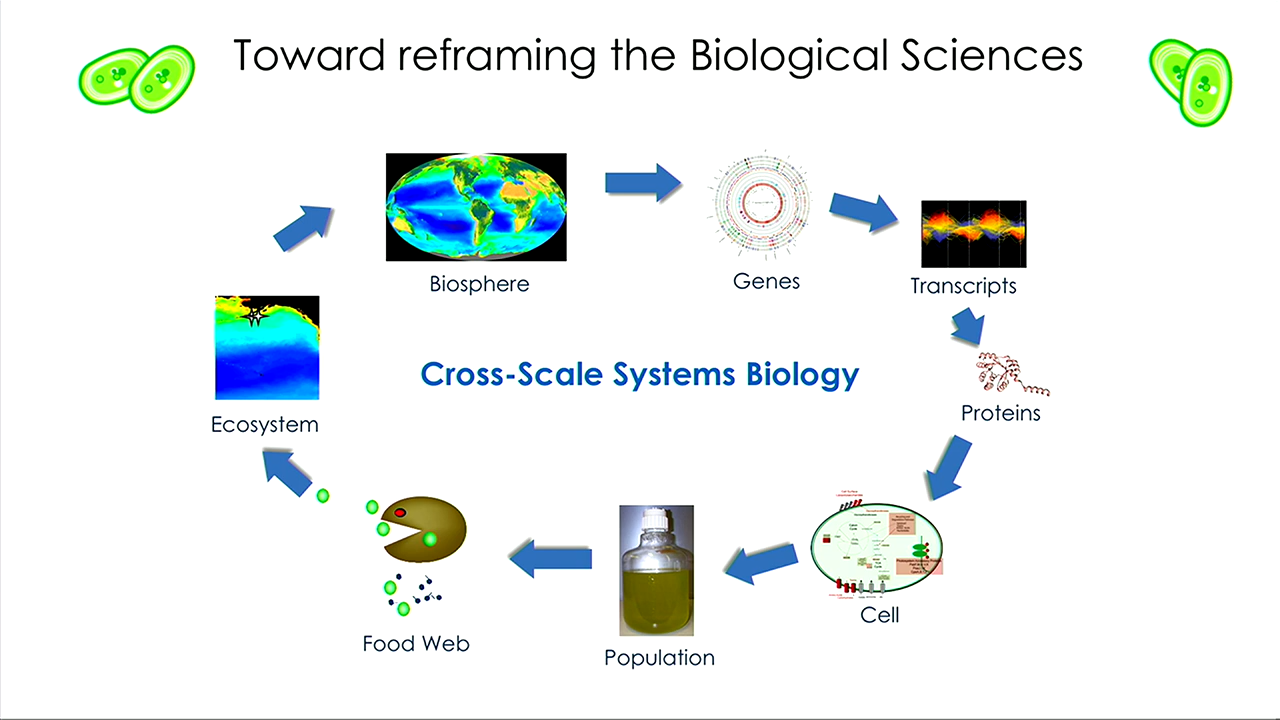 Toward reframing the Biological Sciences
Biosphere
Genes
Transcripts
Cross-Scale Systems Biology
Proteins
Ecosystem
Cell
Food Web
Population